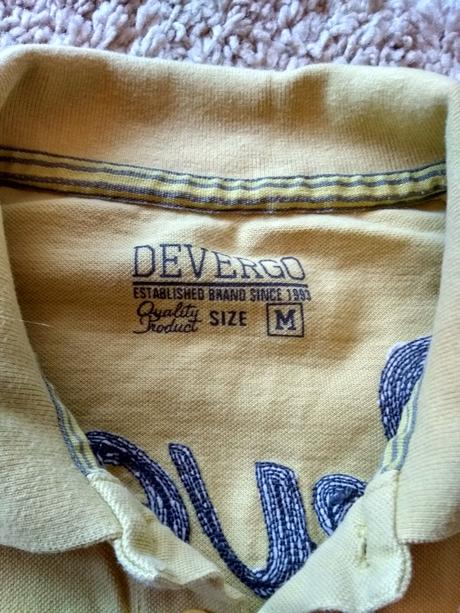 DEVERGO
ESTABLISHED BRAND SINCE 1993
Quality
Product SIZE M